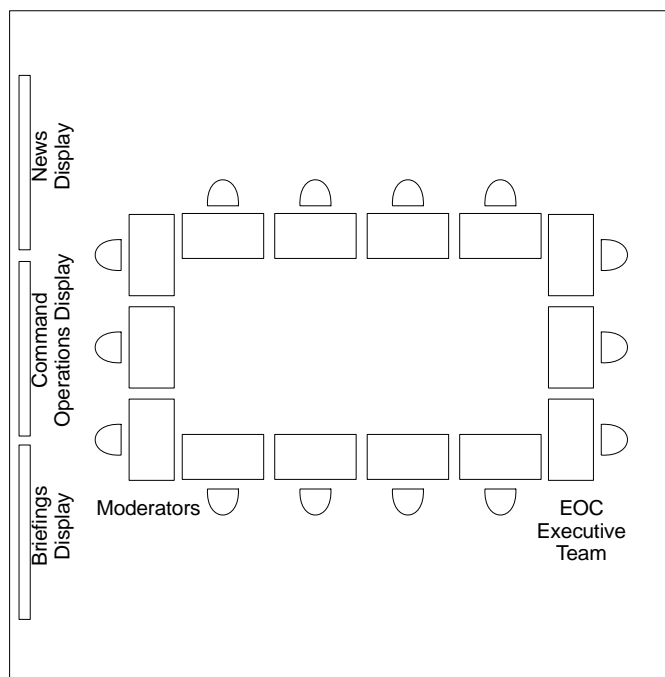 News
Display
Command
Operations Display
Briefings
Display
Moderators
EOC
Executive
Team